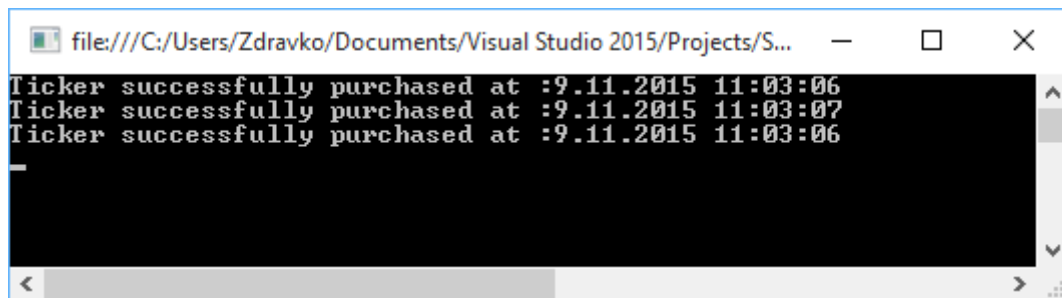 file:///C:/Users/Zdravko/Documents/Visual Studio 2015/Projects/S...
Ticker successfully purchased at :9.11.2015 11:03:06
Ticker successfully purchased at :9.11.2015 11:03:07
Ticker successfully purchased at :9.11.2015 11:03:06